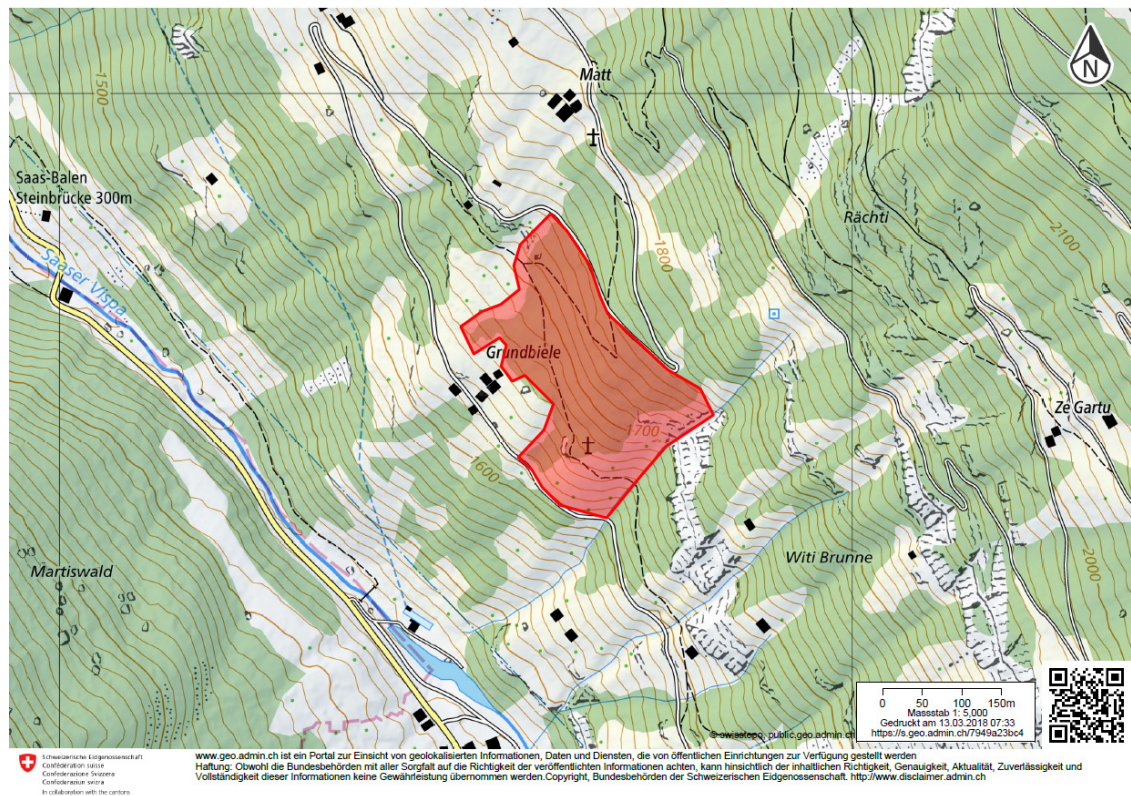 1500
Matt
N
Saas-Balen
Steinbrücke 300m
Rächti
2100
1800
Saaser Vispa
Grundbiele
Ze Gartu
1700
1600
Witi Brunne
Martiswald
2000
0 50 100 150m
Massstab 1: 5,000
Gedruckt am 13.03.2018 07:33
https://s.geo.admin.ch/7949a23bc4
© swisstopo, public.geo.admin.ch
Schweizerische Eidgenossenschaft
Confédération suisse
Confederazione Svizzera
Confederaziun svizra
In collaboration with the cantons
www.geo.admin.ch ist ein Portal zur Einsicht von geolokalisierten Informationen, Daten und Diensten, die von öffentlichen Einrichtungen zur Verfügung gestellt werden
Haftung: Obwohl die Bundesbehörden mit aller Sorgfalt auf die Richtigkeit der veröffentlichten Informationen achten, kann hinsichtlich der inhaltlichen Richtigkeit, Genauigkeit, Aktualität, Zuverlässigkeit und
Vollständigkeit dieser Informationen keine Gewährleistung übernommen werden.Copyright, Bundesbehörden der Schweizerischen Eidgenossenschaft. http://www.disclaimer.admin.ch